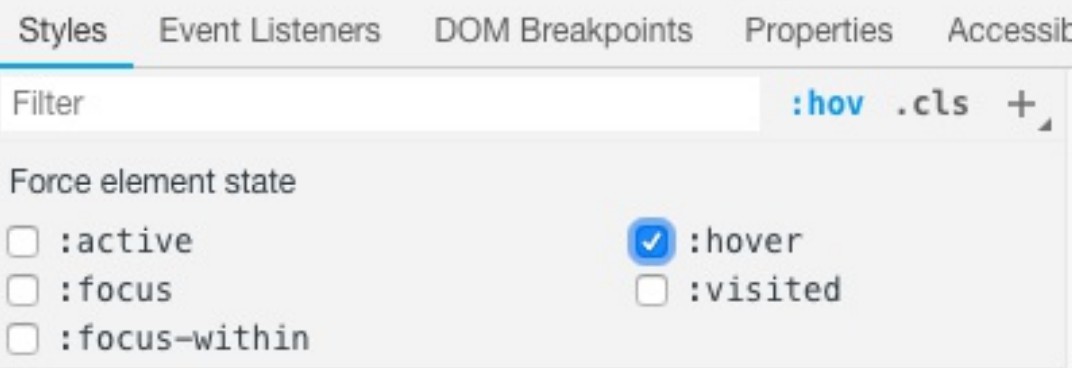 Styles Event Listeners DOM Breakpoints Properties Accessib
Filter :hov .cls +
Force element state
:active :hover
:focus :visited
:focus-within